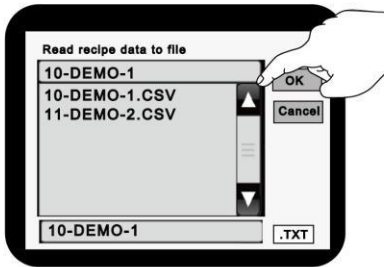 Read recipe data to file
10-DEMO-1
OK
10-DEMO-1.CSV
11-DEMO-2.CSV
Cancel
10-DEMO-1
.TXT